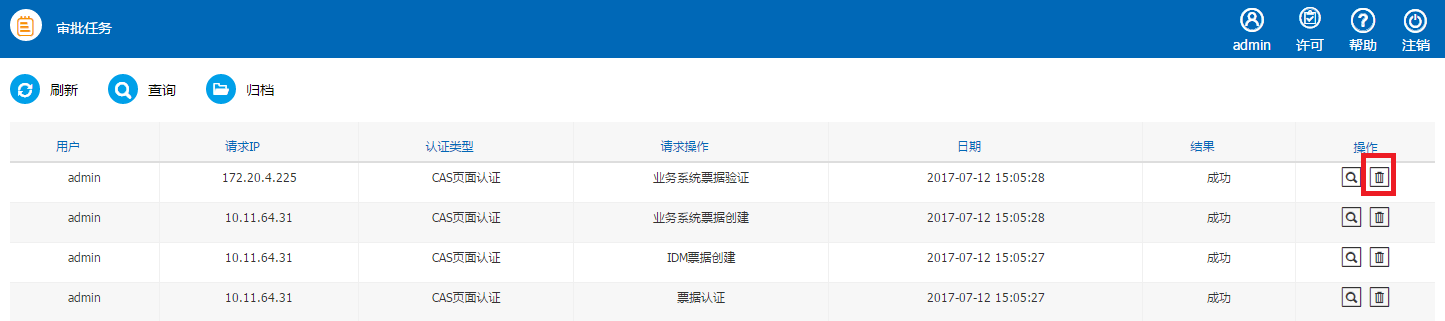 审批任务
admin 许可 帮助 注销
刷新 查询 归档
用户 请求IP 认证类型 请求操作 日期 结果 操作
admin 172.20.4.225 CAS页面认证 业务系统票据验证 2017-07-12 15:05:28 成功
admin 10.11.64.31 CAS页面认证 业务系统票据创建 2017-07-12 15:05:28 成功
admin 10.11.64.31 CAS页面认证 IDM票据创建 2017-07-12 15:05:27 成功
admin 10.11.64.31 CAS页面认证 票据认证 2017-07-12 15:05:27 成功